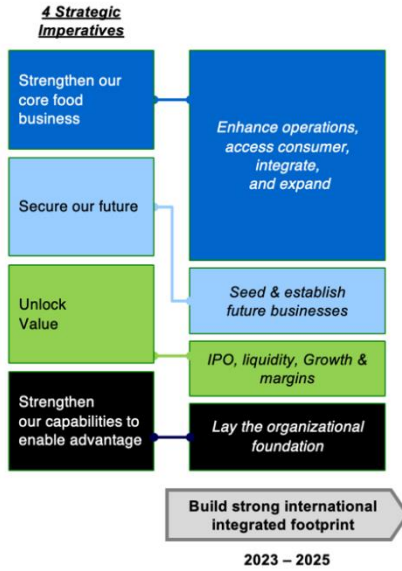 4 Strategic
Imperatives
Strengthen our
core food
business
Enhance operations,
access consumer,
integrate,
and expand
Secure our future
Seed & establish
future businesses
Unlock
Value
IPO, liquidity, Growth &
margins
Strengthen
our capabilities to
enable advantage
Lay the organizational
foundation
Build strong international
integrated footprint
2023 – 2025